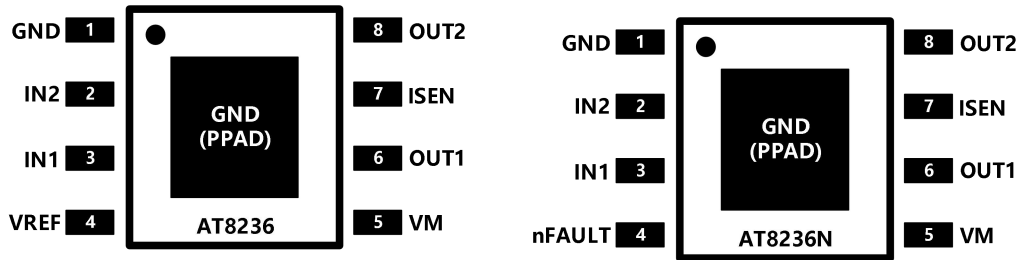 GND 1
8 OUT2
IN2 2
7 ISEN
GND
(PPAD)
IN1 3
6 OUT1
VREF 4
5 VM
AT8236
GND 1
8 OUT2
IN2 2
7 ISEN
GND
(PPAD)
IN1 3
6 OUT1
nFAULT 4
5 VM
AT8236N